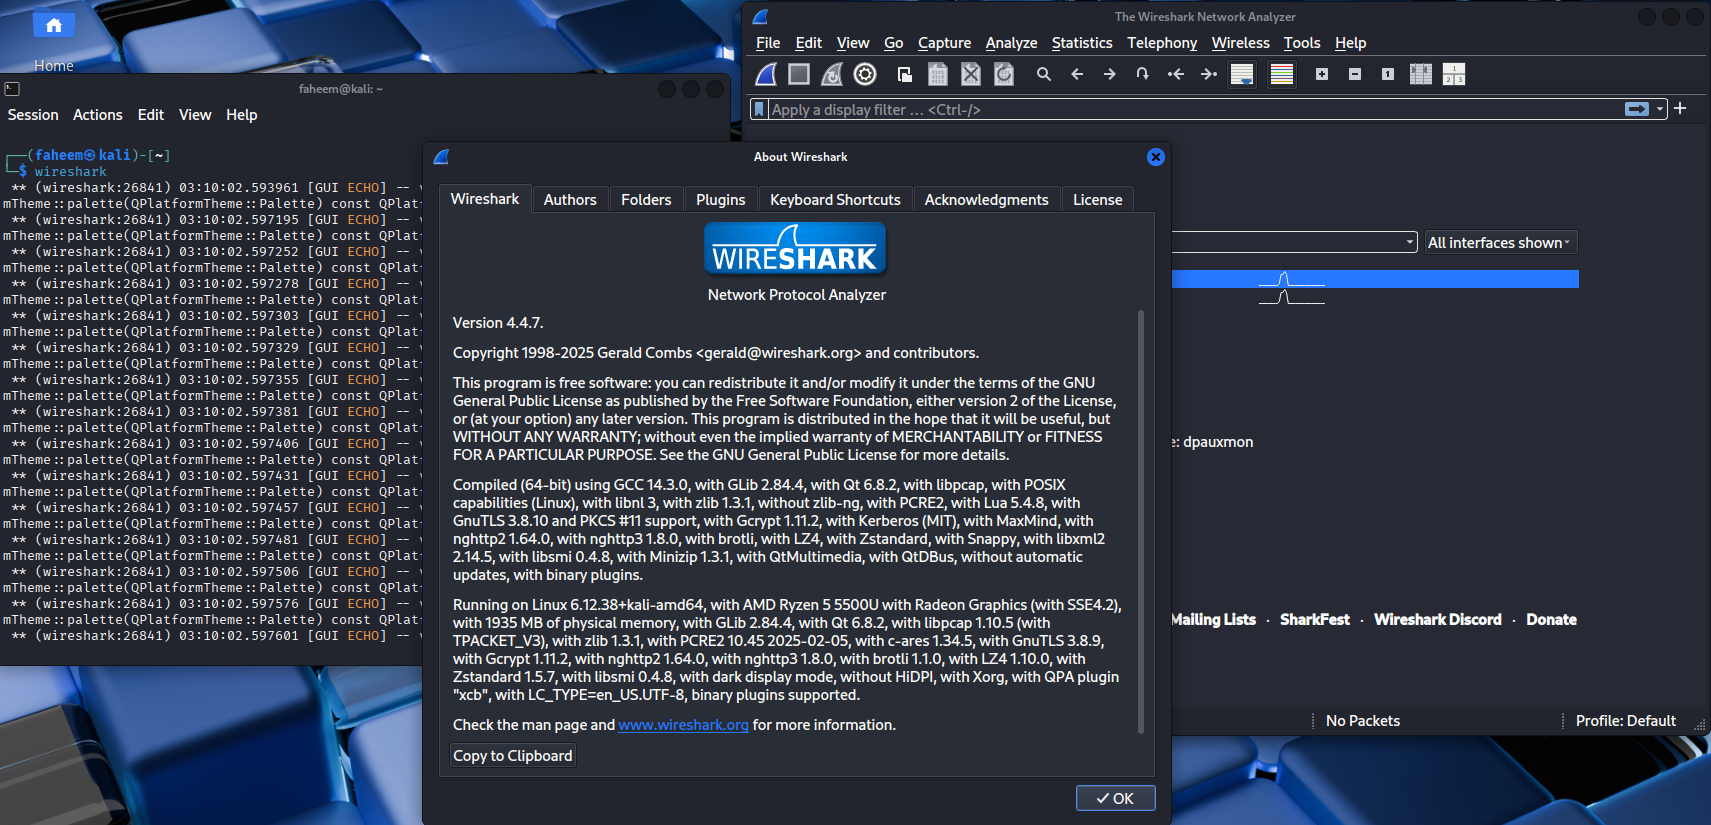 Home
faheem@kali: ~
Session Actions Edit View Help
┌──(faheem㉿kali)-[~]
└─$ wireshark
** (wireshark:26841) 03:10:02.593961 [GUI ECHO] --
mTheme::palette(QPlatformTheme::Palette) const QPlat
** (wireshark:26841) 03:10:02.597195 [GUI ECHO] --
mTheme::palette(QPlatformTheme::Palette) const QPlat
** (wireshark:26841) 03:10:02.597252 [GUI ECHO] --
mTheme::palette(QPlatformTheme::Palette) const QPlat
** (wireshark:26841) 03:10:02.597278 [GUI ECHO] --
mTheme::palette(QPlatformTheme::Palette) const QPlat
** (wireshark:26841) 03:10:02.597303 [GUI ECHO] --
mTheme::palette(QPlatformTheme::Palette) const QPlat
** (wireshark:26841) 03:10:02.597329 [GUI ECHO] --
mTheme::palette(QPlatformTheme::Palette) const QPlat
** (wireshark:26841) 03:10:02.597355 [GUI ECHO] --
mTheme::palette(QPlatformTheme::Palette) const QPlat
** (wireshark:26841) 03:10:02.597381 [GUI ECHO] --
mTheme::palette(QPlatformTheme::Palette) const QPlat
** (wireshark:26841) 03:10:02.597406 [GUI ECHO] --
mTheme::palette(QPlatformTheme::Palette) const QPlat
** (wireshark:26841) 03:10:02.597431 [GUI ECHO] --
mTheme::palette(QPlatformTheme::Palette) const QPlat
** (wireshark:26841) 03:10:02.597457 [GUI ECHO] --
mTheme::palette(QPlatformTheme::Palette) const QPlat
** (wireshark:26841) 03:10:02.597481 [GUI ECHO] --
mTheme::palette(QPlatformTheme::Palette) const QPlat
** (wireshark:26841) 03:10:02.597506 [GUI ECHO] --
mTheme::palette(QPlatformTheme::Palette) const QPlat
** (wireshark:26841) 03:10:02.597576 [GUI ECHO] --
mTheme::palette(QPlatformTheme::Palette) const QPlat
** (wireshark:26841) 03:10:02.597601 [GUI ECHO] --
The Wireshark Network Analyzer
File Edit View Go Capture Analyze Statistics Telephony Wireless Tools Help
Apply a display filter ... <Ctrl-/>
All interfaces shown
e: dpauxmon
Mailing Lists · SharkFest · Wireshark Discord · Donate
No Packets
Profile: Default
About Wireshark
Wireshark Authors Folders Plugins Keyboard Shortcuts Acknowledgments License
WIRESHARK
Network Protocol Analyzer
Version 4.4.7.
Copyright 1998-2025 Gerald Combs <gerald@wireshark.org> and contributors.
This program is free software: you can redistribute it and/or modify it under the terms of the GNU
General Public License as published by the Free Software Foundation, either version 2 of the License,
or (at your option) any later version. This program is distributed in the hope that it will be useful, but
WITHOUT ANY WARRANTY; without even the implied warranty of MERCHANTABILITY or FITNESS
FOR A PARTICULAR PURPOSE. See the GNU General Public License for more details.
Compiled (64-bit) using GCC 14.3.0, with GLib 2.84.4, with Qt 6.8.2, with libpcap, with POSIX
capabilities (Linux), with libnl 3, with zlib 1.3.1, without zlib-ng, with PCRE2, with Lua 5.4.8, with
GnuTLS 3.8.10 and PKCS #11 support, with Gcrypt 1.11.2, with Kerberos (MIT), with MaxMind, with
nghttp2 1.64.0, with nghttp3 1.8.0, with brotli, with LZ4, with Zstandard, with Snappy, with libxml2
2.14.5, with libsmi 0.4.8, with Minizip 1.3.1, with QtMultimedia, with QtDBus, without automatic
updates, with binary plugins.
Running on Linux 6.12.38+kali-amd64, with AMD Ryzen 5 5500U with Radeon Graphics (with SSE4.2),
with 1935 MB of physical memory, with GLib 2.84.4, with Qt 6.8.2, with libpcap 1.10.5 (with
TPACKET_V3), with zlib 1.3.1, with PCRE2 10.45 2025-02-05, with c-ares 1.34.5, with GnuTLS 3.8.9,
with Gcrypt 1.11.2, with nghttp2 1.64.0, with nghttp3 1.8.0, with brotli 1.1.0, with LZ4 1.10.0, with
Zstandard 1.5.7, with libsmi 0.4.8, with dark display mode, without HiDPI, with Xorg, with QPA plugin
"xcb", with LC_TYPE=en_US.UTF-8, binary plugins supported.
Check the man page and www.wireshark.org for more information.
Copy to Clipboard
OK